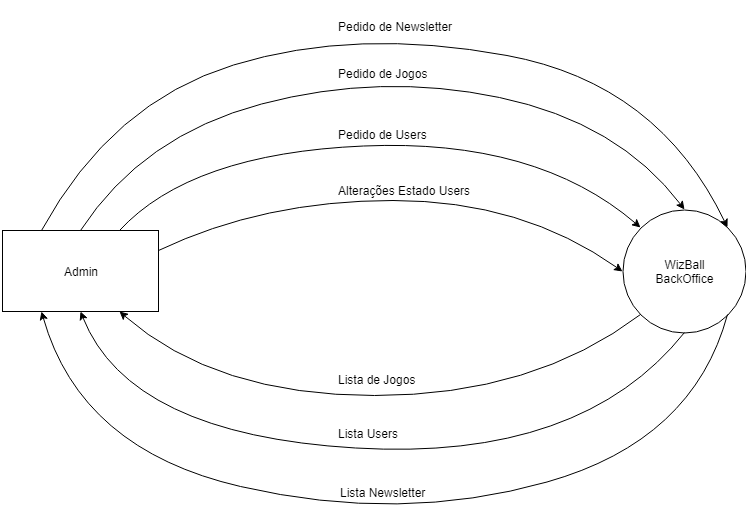 Pedido de Newsletter
Pedido de Jogos
Pedido de Users
Alterações Estado Users
Admin
WizBall
BackOffice
Lista de Jogos
Lista Users
Lista Newsletter